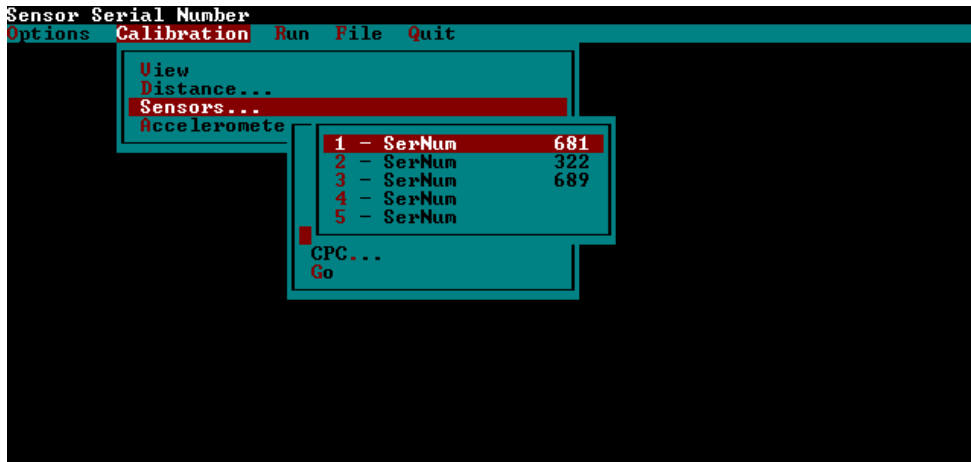 Sensor Serial Number
Options Calibration Run File Quit
View
Distance...
Sensors...
Acceleromete
1 - SerNum 681
2 - SerNum 322
3 - SerNum 689
4 - SerNum
5 - SerNum
CPC...
Go